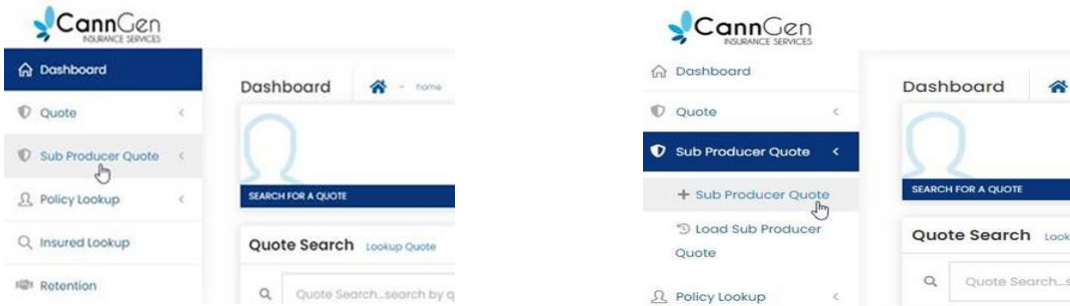 CannGen
INSURANCE SERVICES
Dashboard
Quote
Sub Producer Quote
Policy Lookup
Insured Lookup
Retention
Dashboard
- home
SEARCH FOR A QUOTE
Quote Search Lookup Quote
Quote Search...search by q
CannGen
INSURANCE SERVICES
Dashboard
Quote
Sub Producer Quote
+ Sub Producer Quote
Load Sub Producer
Quote
Policy Lookup
Dashboard
SEARCH FOR A QUOTE
Quote Search Look
Quote Search...s